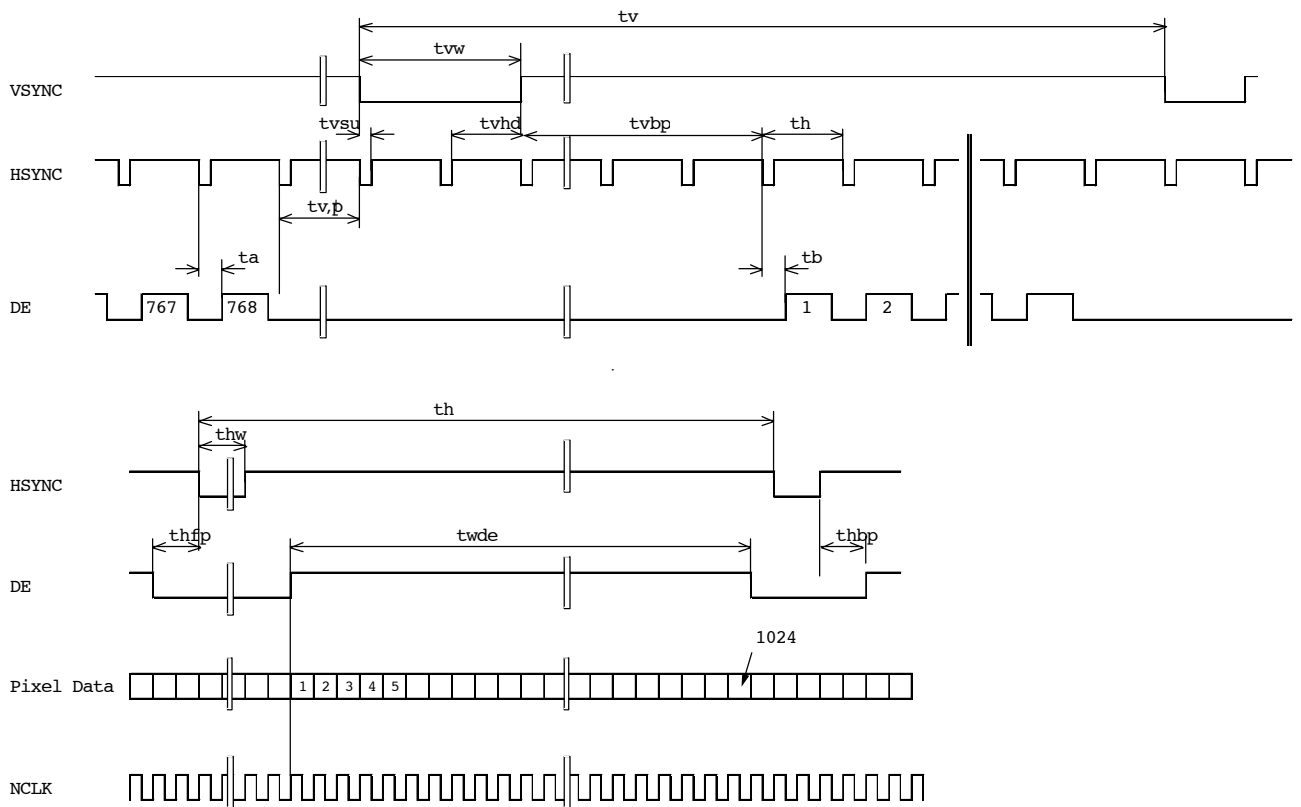 tv
tvw
VSYNC
tvsu
tvhd
tvbp
th
HSYNC
ta
tb
DE
767
768
1
2
th
thw
HSYNC
thfp
twde
thbp
DE
1024
Pixel Data
1 2 3 4 5
NCLK